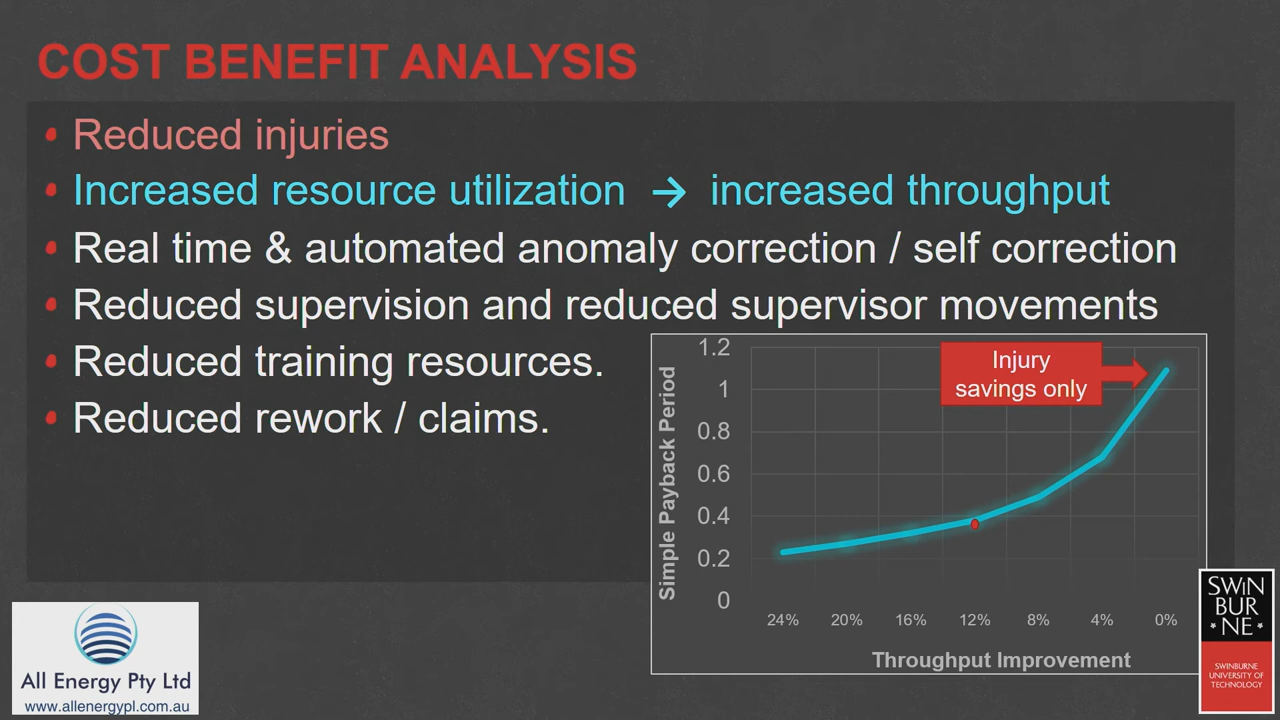 COST BENEFIT ANALYSIS
• Reduced injuries
• Increased resource utilization → increased throughput
• Real time & automated anomaly correction / self correction
• Reduced supervision and reduced supervisor movements
• Reduced training resources.
• Reduced rework / claims.
Simple Payback Period
1.2
1
0.8
0.6
0.4
0.2
0
Injury
savings only
24% 20% 16% 12% 8% 4% 0%
Throughput Improvement
All Energy Pty Ltd
www.allenergypl.com.au
SWIN
BUR
* NE *
SWINBURNE
UNIVERSITY OF
TECHNOLOGY